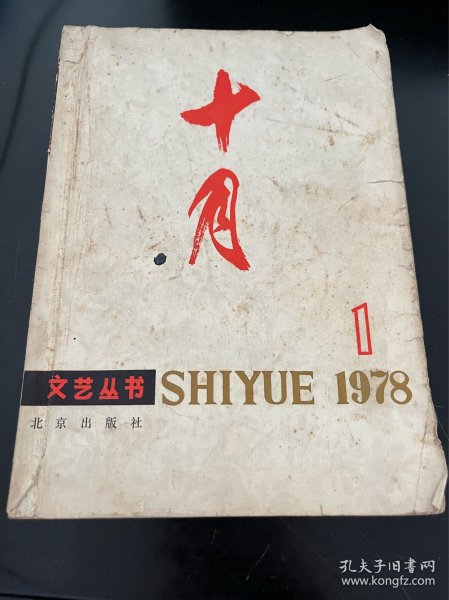 十月
1
文艺丛书 SHIYUE 1978
北京出版社
孔夫子旧书网
www.kongfz.com